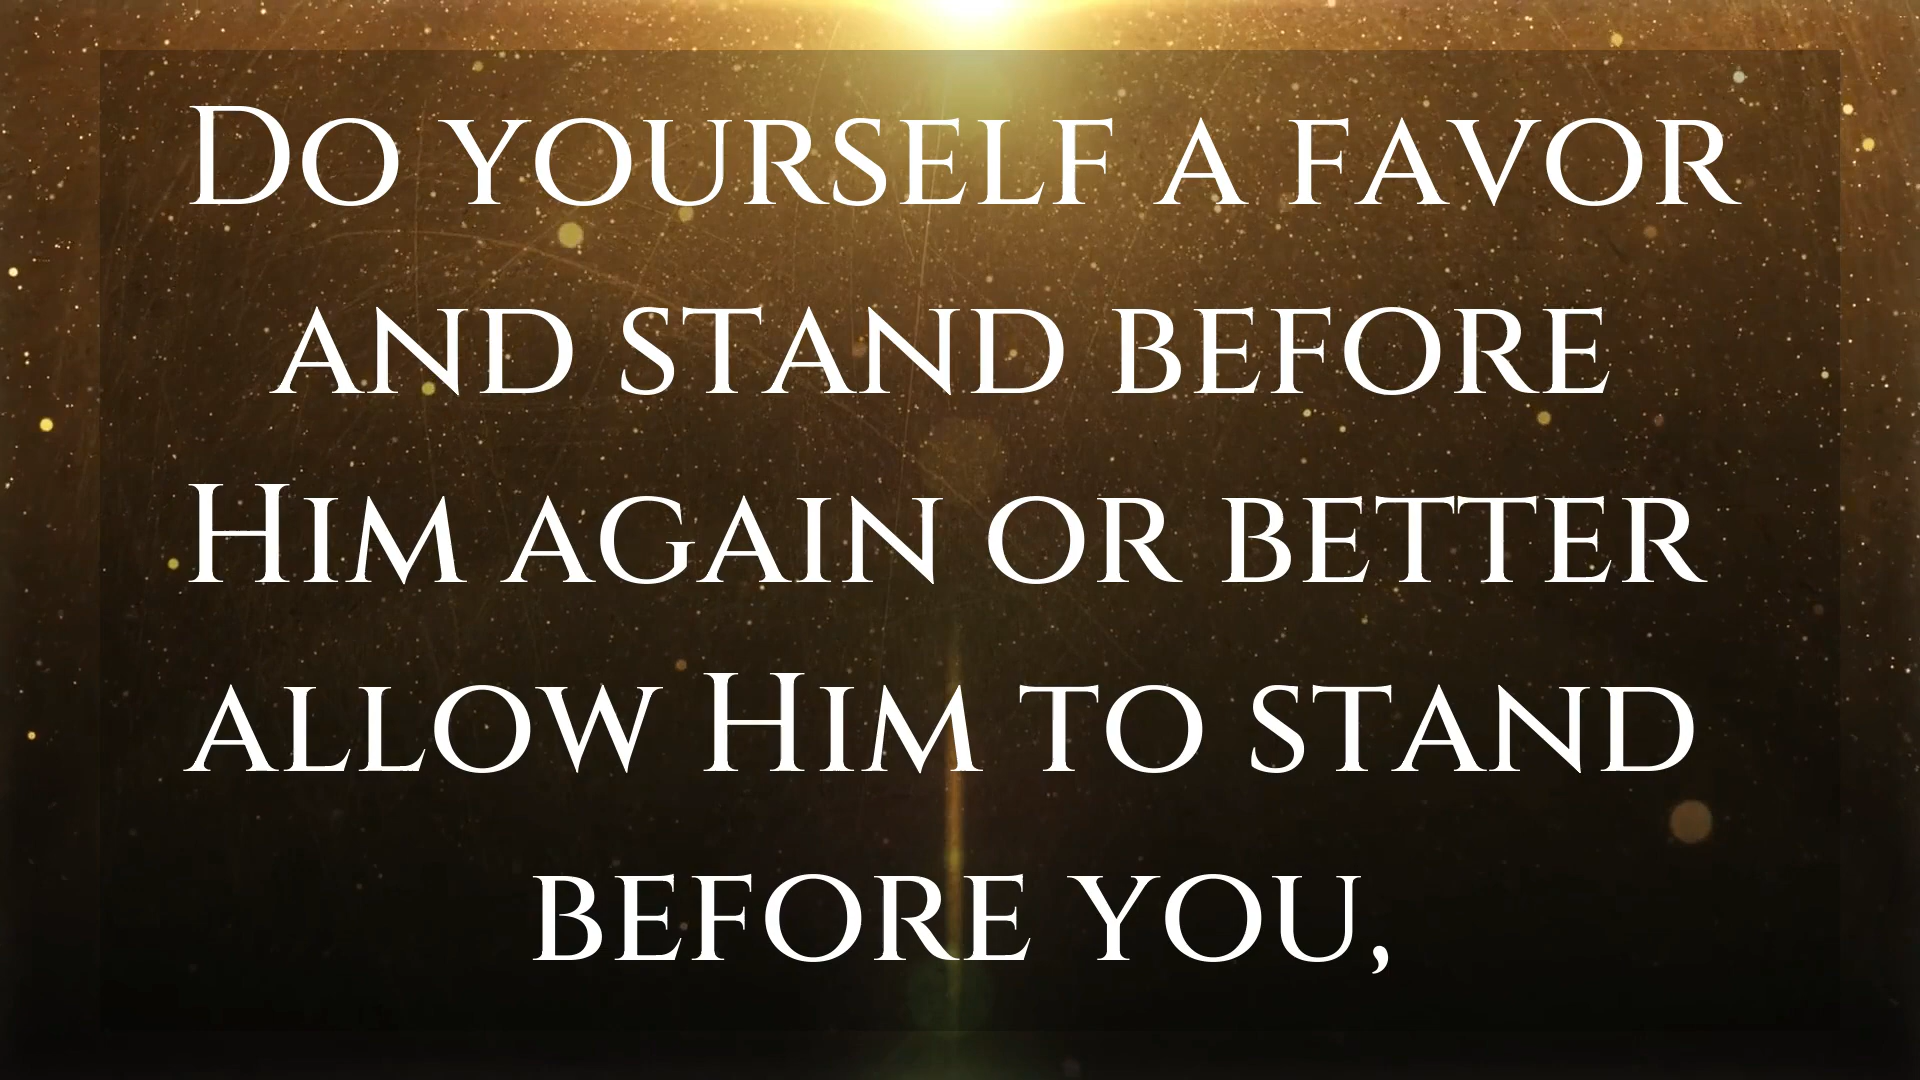 Do yourself a favor
and stand before
Him again or better
allow Him to stand
before you,